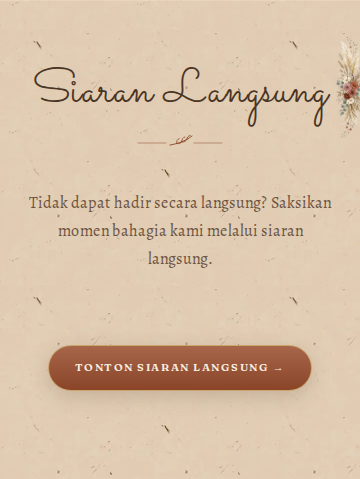 Siaran Langsung
Tidak dapat hadir secara langsung? Saksikan
momen bahagia kami melalui siaran
langsung.
TONTON SIARAN LANGSUNG →